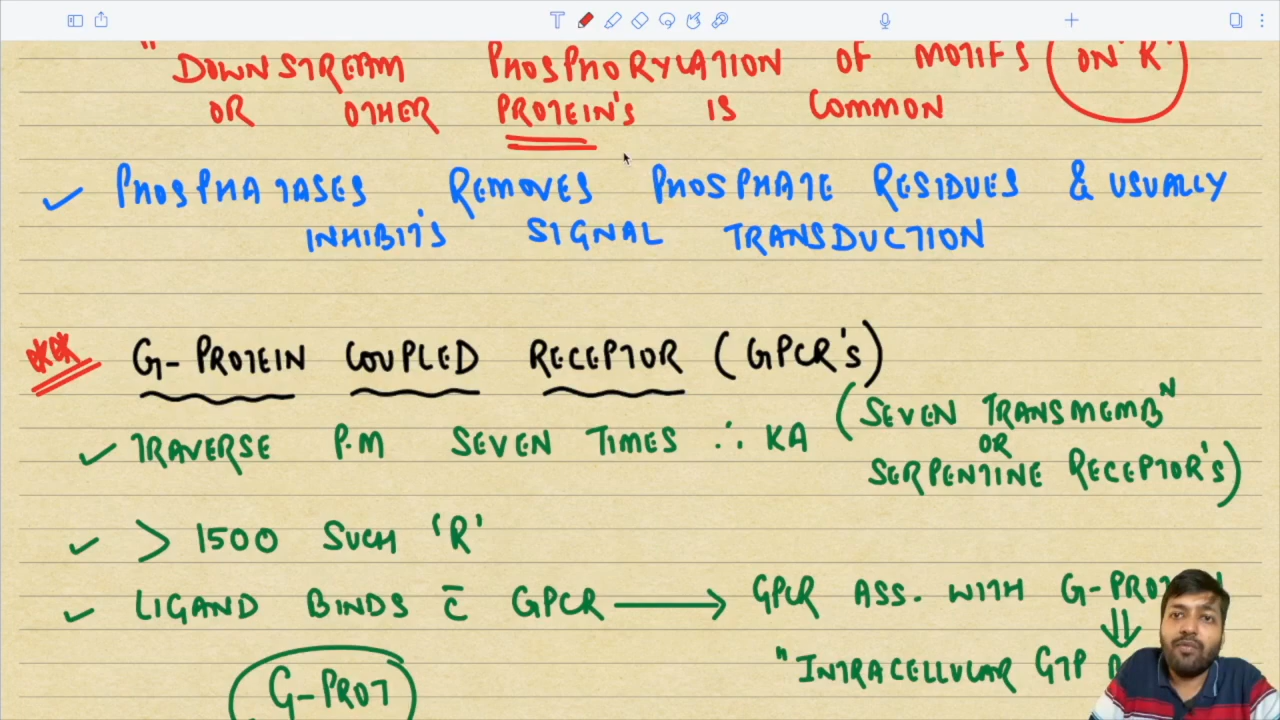 " DOWNSTREAM PHOSPHORYLATION OF MOTIFS ON 'R'
OR OTHER PROTEIN'S IS COMMON
PHOSPHATASES REMOVES PHOSPHATE RESIDUES & USUALLY
INHIBIT'S SIGNAL TRANSDUCTION
G-PROTEIN COUPLED RECEPTOR (GPCR's)
TRAVERSE P.M SEVEN TIMES ∴ KA
(SEVEN TRANSMEMBN
OR
SERPENTINE RECEPTOR's)
> 1500 SUCH 'R'
LIGAND BINDS c̄ GPCR → GPCR ASS. WITH
"INTRACELLULAR GTP
G-PROT